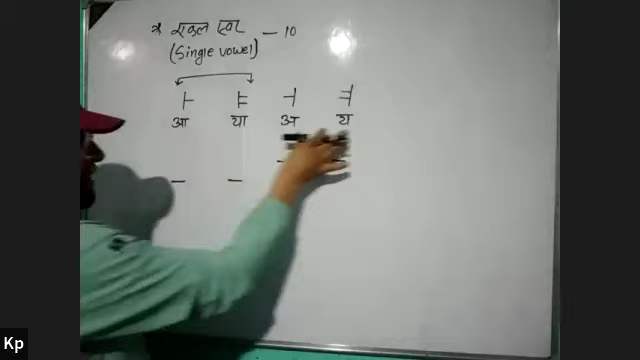 * एकल स्वर — 10
(Single vowel)
ㅏ ㅑ ㅓ ㅕ
आ या अ य
Kp